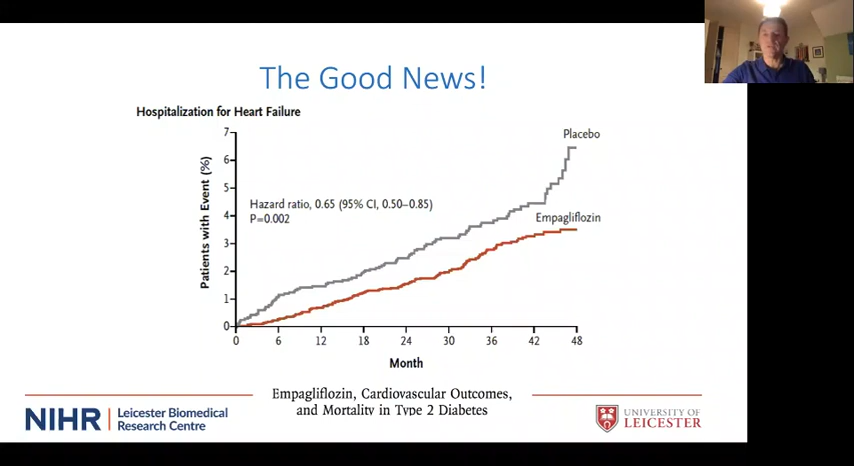 The Good News!
Hospitalization for Heart Failure
Patients with Event (%)
7
6
5
4
3
2
1
0
Hazard ratio, 0.65 (95% CI, 0.50–0.85)
P=0.002
Placebo
Empagliflozin
0 6 12 18 24 30 36 42 48
Month
Empagliflozin, Cardiovascular Outcomes,
and Mortality in Type 2 Diabetes
NIHR | Leicester Biomedical
Research Centre
UNIVERSITY OF
LEICESTER